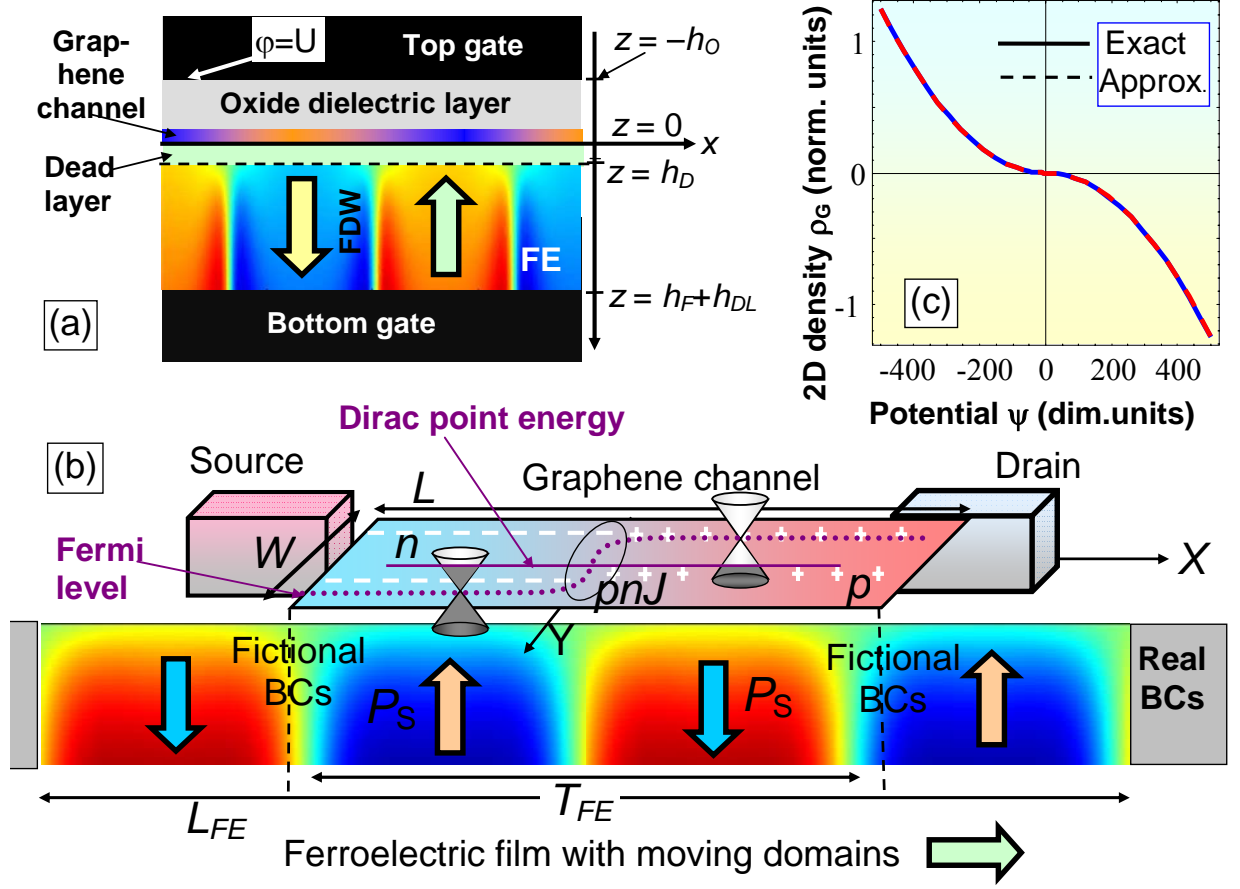 Grap-
hene
channel
φ=U
Top gate
z = –hO
Oxide dielectric layer
z = 0
x
Dead
layer
z = hD
FDW
FE
z = hF+hDL
Bottom gate
(a)
2D density ρG (norm. units)
1
0
-1
Exact
Approx.
(c)
-400
-200
0
200
400
Potential ψ (dim.units)
(b)
Dirac point energy
Source
Graphene channel
Drain
L
W
n
Fermi
level
pnJ
p
X
Y
Fictional
BCs
PS
PS
Fictional
BCs
Real
BCs
LFE
TFE
Ferroelectric film with moving domains